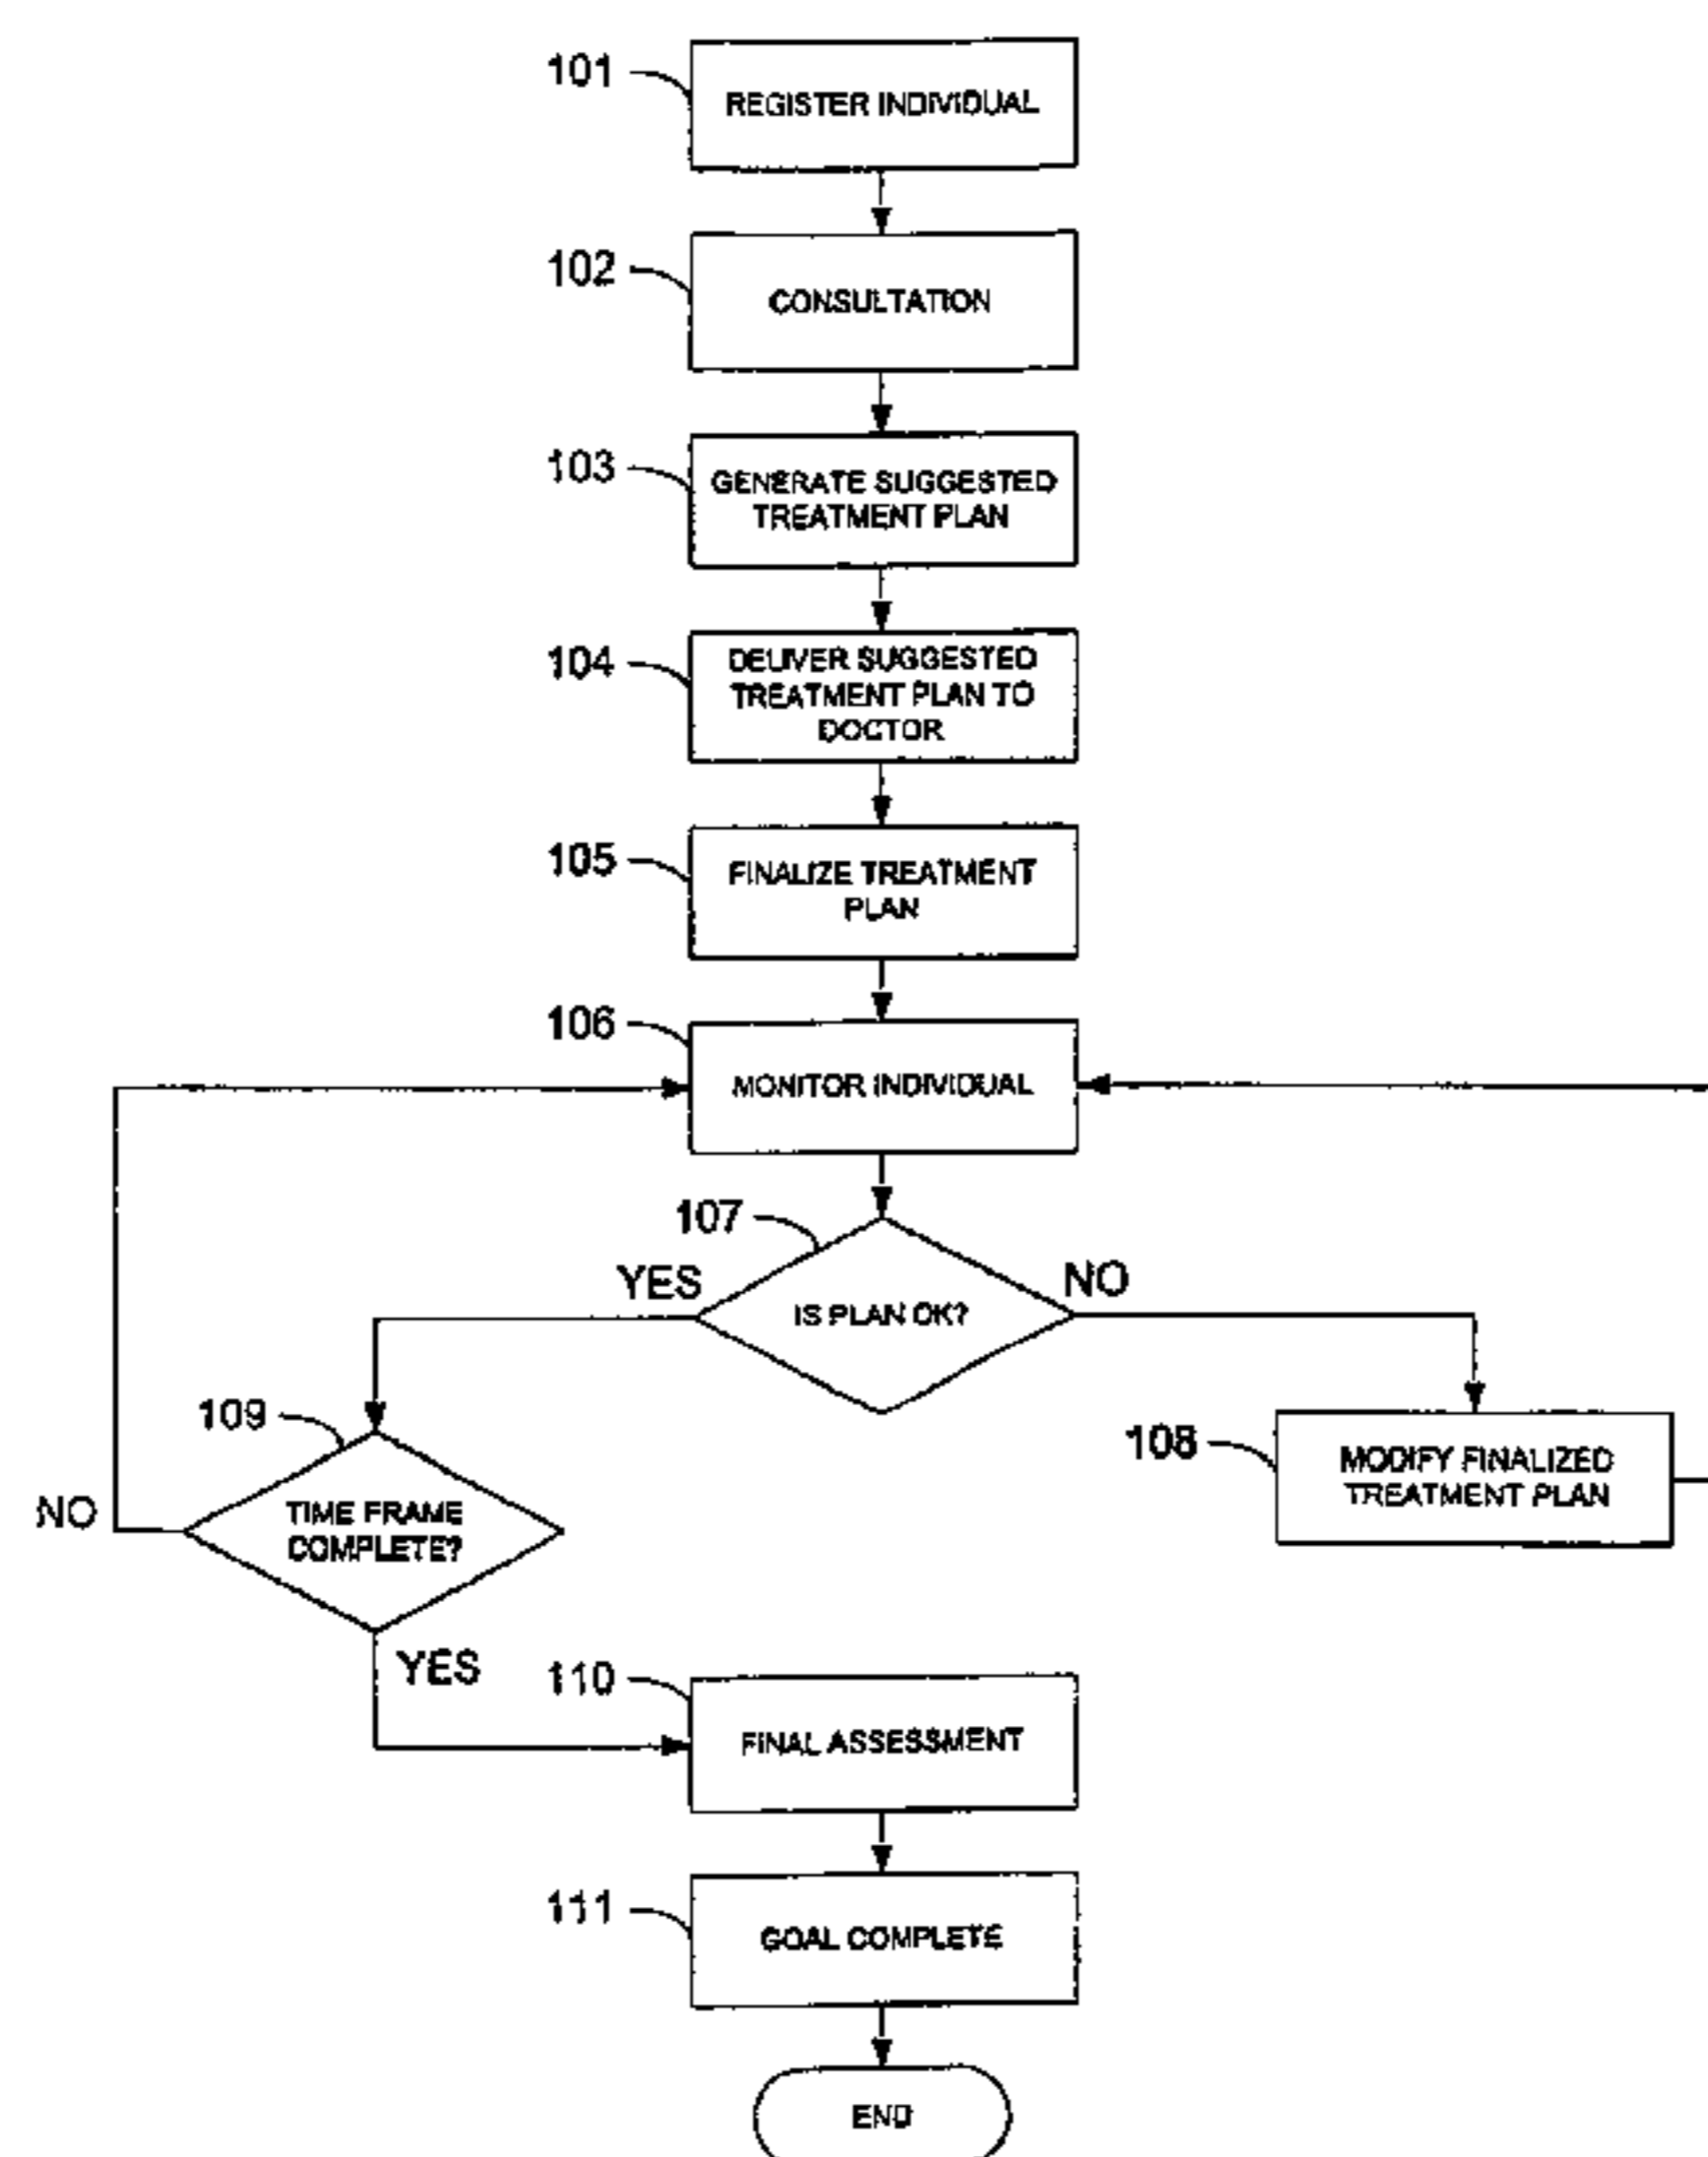 101
REGISTER INDIVIDUAL
102
CONSULTATION
103
GENERATE SUGGESTED
TREATMENT PLAN
104
DELIVER SUGGESTED
TREATMENT PLAN TO
DOCTOR
105
FINALIZE TREATMENT
PLAN
106
MONITOR INDIVIDUAL
107
YES
NO
IS PLAN OK?
109
108
MODIFY FINALIZED
TREATMENT PLAN
NO
TIME FRAME
COMPLETE?
YES
110
FINAL ASSESSMENT
111
GOAL COMPLETE
END